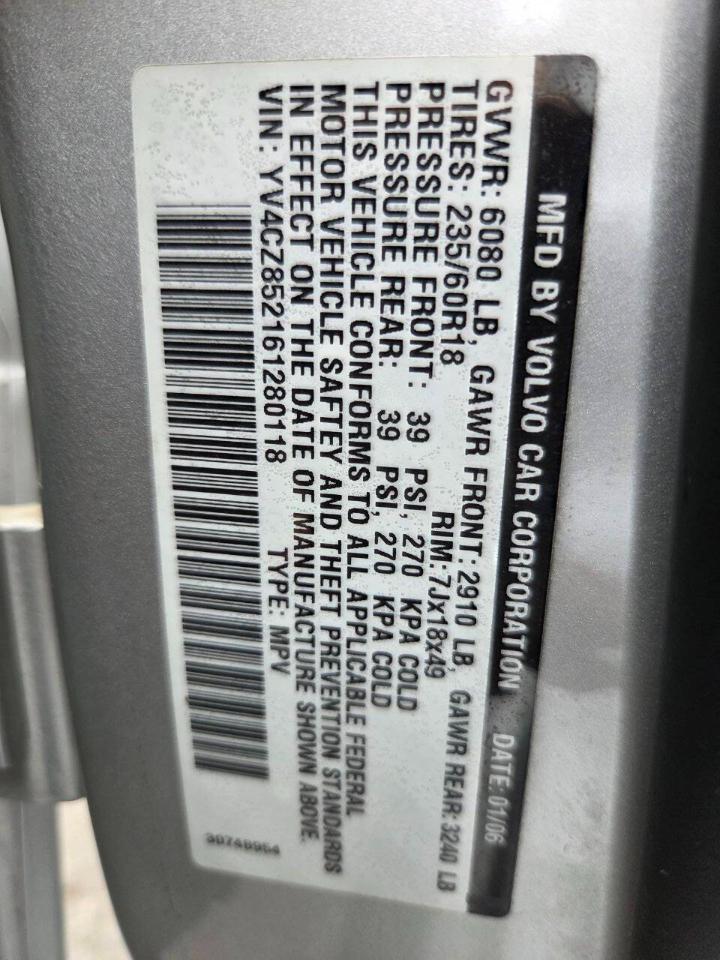 MFD BY VOLVO CAR CORPORATION DATE: 01/06
GVWR: 6080 LB, GAWR FRONT: 2910 LB, GAWR REAR: 3240 LB
TIRES: 235/60R18 RIM: 7Jx18x49
PRESSURE FRONT: 39 PSI, 270 KPA COLD
PRESSURE REAR: 39 PSI, 270 KPA COLD
THIS VEHICLE CONFORMS TO ALL APPLICABLE FEDERAL
MOTOR VEHICLE SAFTEY AND THEFT PREVENTION STANDARDS
IN EFFECT ON THE DATE OF MANUFACTURE SHOWN ABOVE.
VIN: YV4CZ852161280118 TYPE: MPV